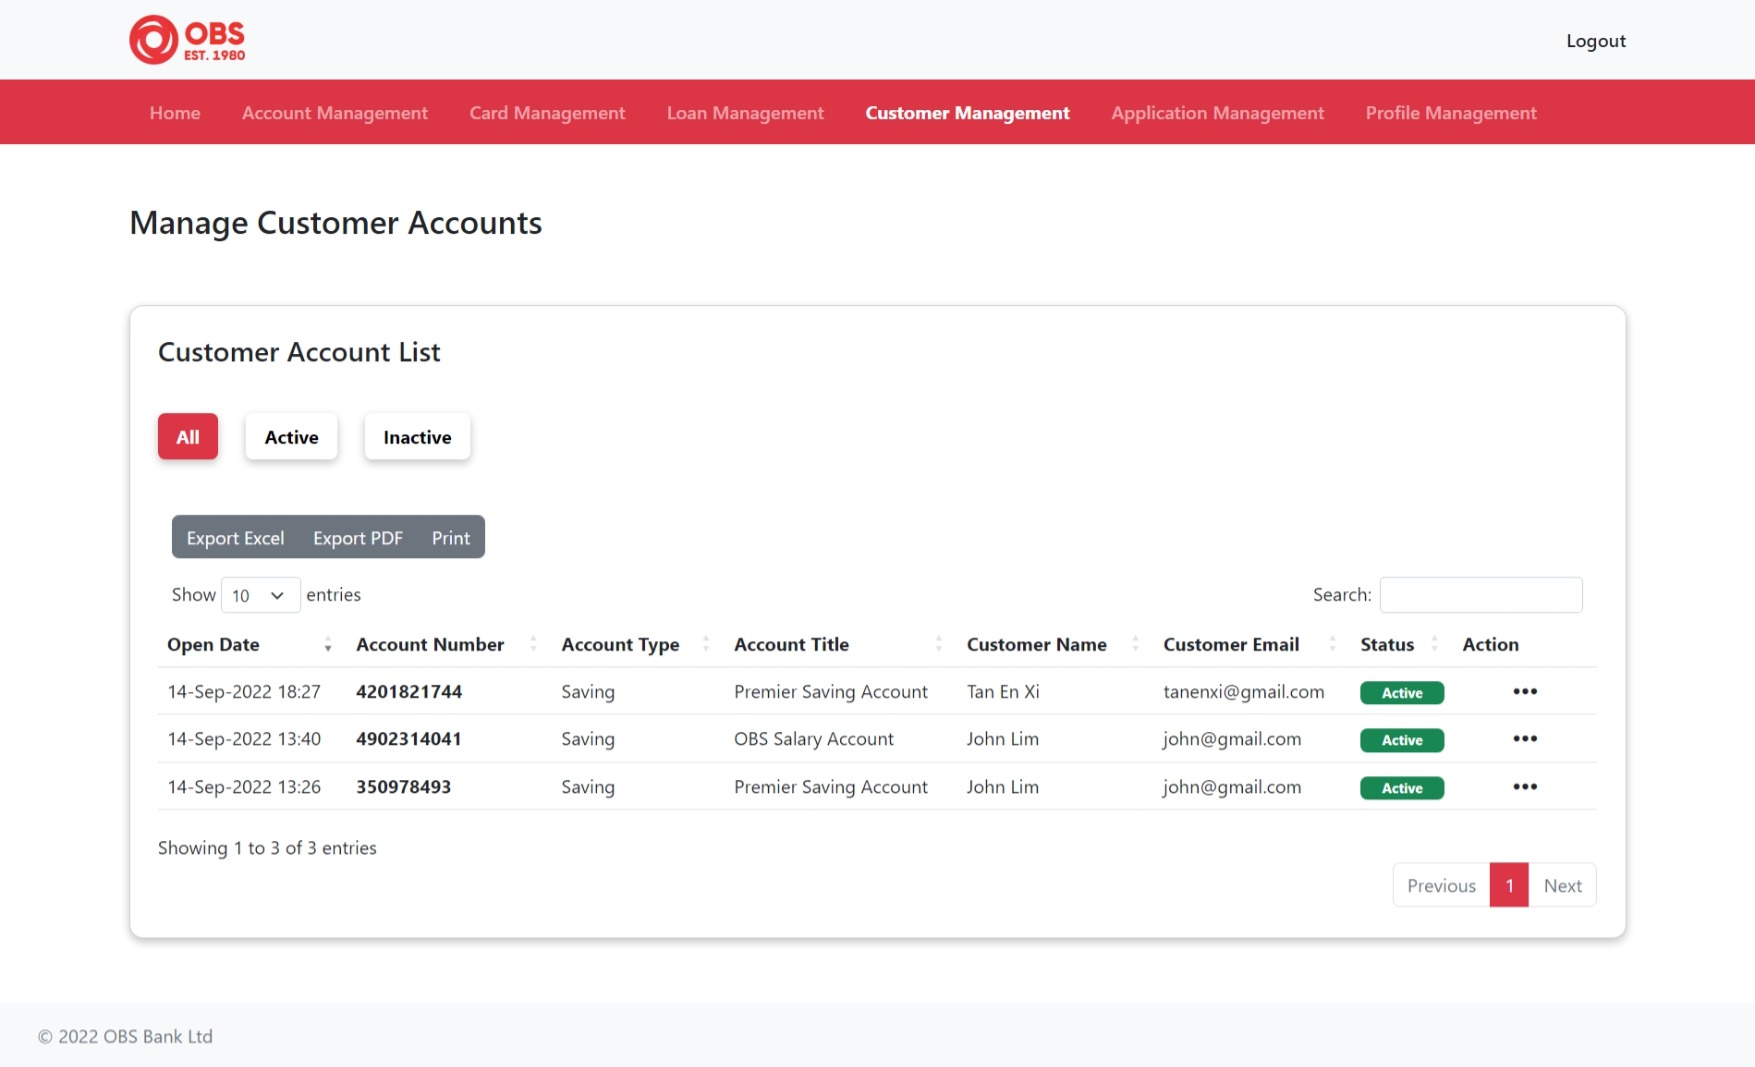 OBS
EST. 1980
Logout
Home Account Management Card Management Loan Management Customer Management Application Management Profile Management
Manage Customer Accounts
Customer Account List
All Active Inactive
Export Excel Export PDF Print
Show 10 entries Search:
Open Date Account Number Account Type Account Title Customer Name Customer Email Status Action
14-Sep-2022 18:27 4201821744 Saving Premier Saving Account Tan En Xi tanenxi@gmail.com Active •••
14-Sep-2022 13:40 4902314041 Saving OBS Salary Account John Lim john@gmail.com Active •••
14-Sep-2022 13:26 350978493 Saving Premier Saving Account John Lim john@gmail.com Active •••
Showing 1 to 3 of 3 entries
Previous 1 Next
© 2022 OBS Bank Ltd